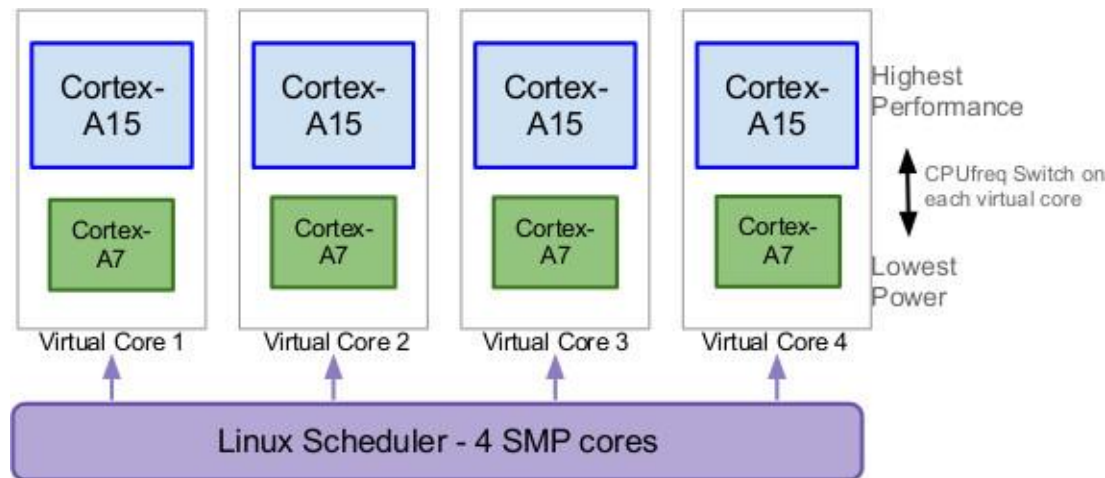 Cortex-
A15
Cortex-
A15
Cortex-
A15
Cortex-
A15
Highest
Performance
CPUfreq Switch on
each virtual core
Cortex-
A7
Cortex-
A7
Cortex-
A7
Cortex-
A7
Lowest
Power
Virtual Core 1
Virtual Core 2
Virtual Core 3
Virtual Core 4
Linux Scheduler - 4 SMP cores